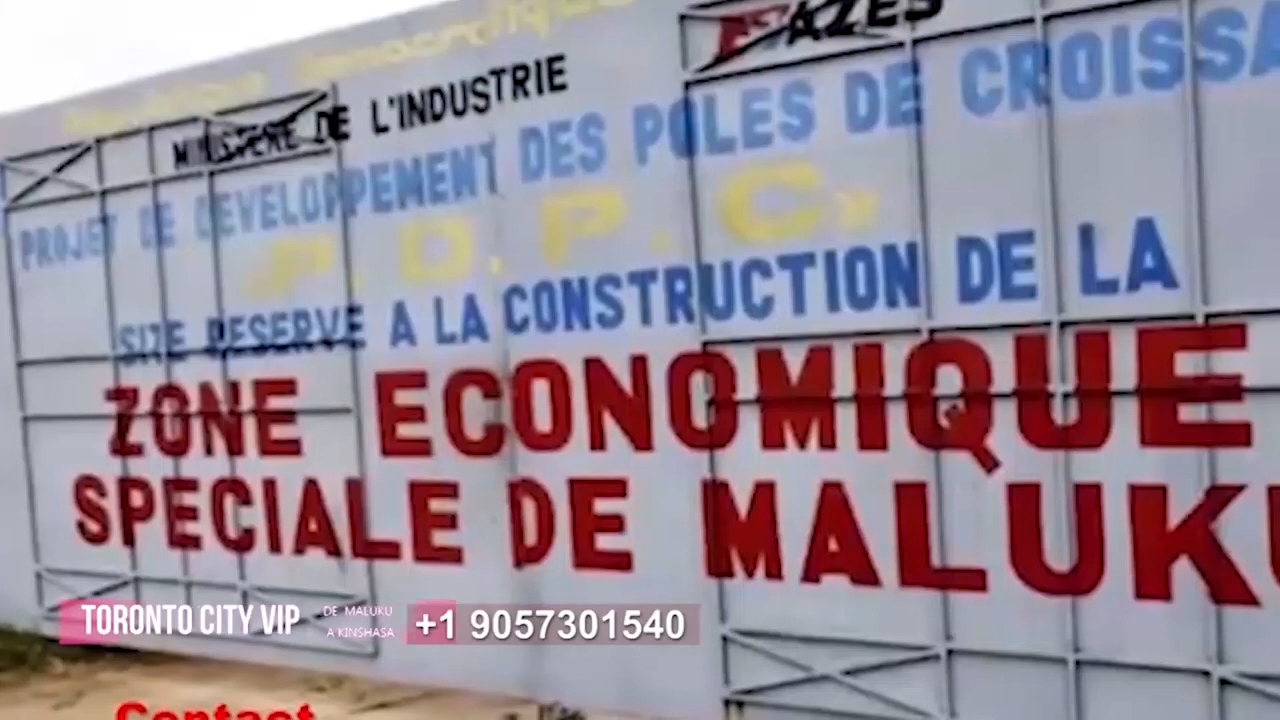 AZES
MINISTERE DE L'INDUSTRIE
PROJET DE DEVELOPPEMENT DES POLES DE CROISSA
P.D.P.C»
SITE RESERVE A LA CONSTRUCTION DE LA
ZONE ECONOMIQUE
SPECIALE DE MALUKU
TORONTO CITY VIP
DE MALUKU
A KINSHASA
+1 9057301540
Contact